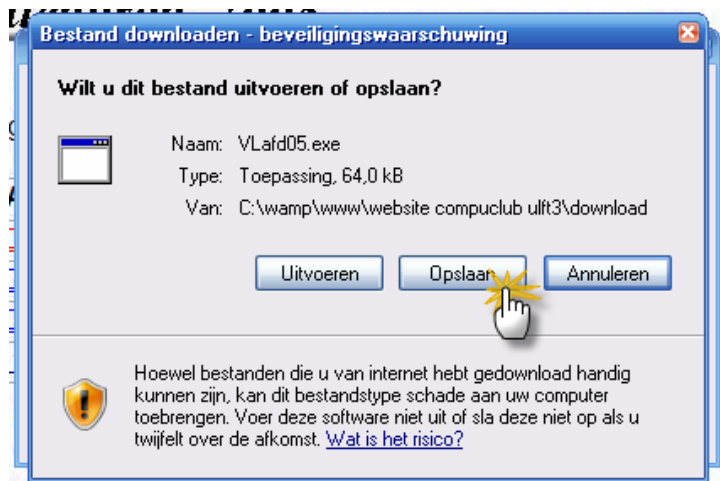 Bestand downloaden - beveiligingswaarschuwing
Wilt u dit bestand uitvoeren of opslaan?
Naam: VLafd05.exe
Type: Toepassing, 64,0 kB
Van: C:\wamp\www\website compuclub ulft3\download
Uitvoeren Opslaan Annuleren
Hoewel bestanden die u van internet hebt gedownload handig
kunnen zijn, kan dit bestandstype schade aan uw computer
toebrengen. Voer deze software niet uit of sla deze niet op als u
twijfelt over de afkomst. Wat is het risico?